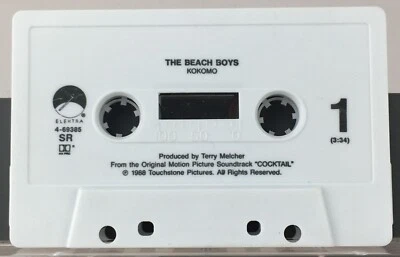 THE BEACH BOYS
KOKOMO
ELEKTRA
4-69385
SR
1
(3:34)
Produced by Terry Melcher
From the Original Motion Picture Soundtrack "COCKTAIL"
℗ 1988 Touchstone Pictures. All Rights Reserved.